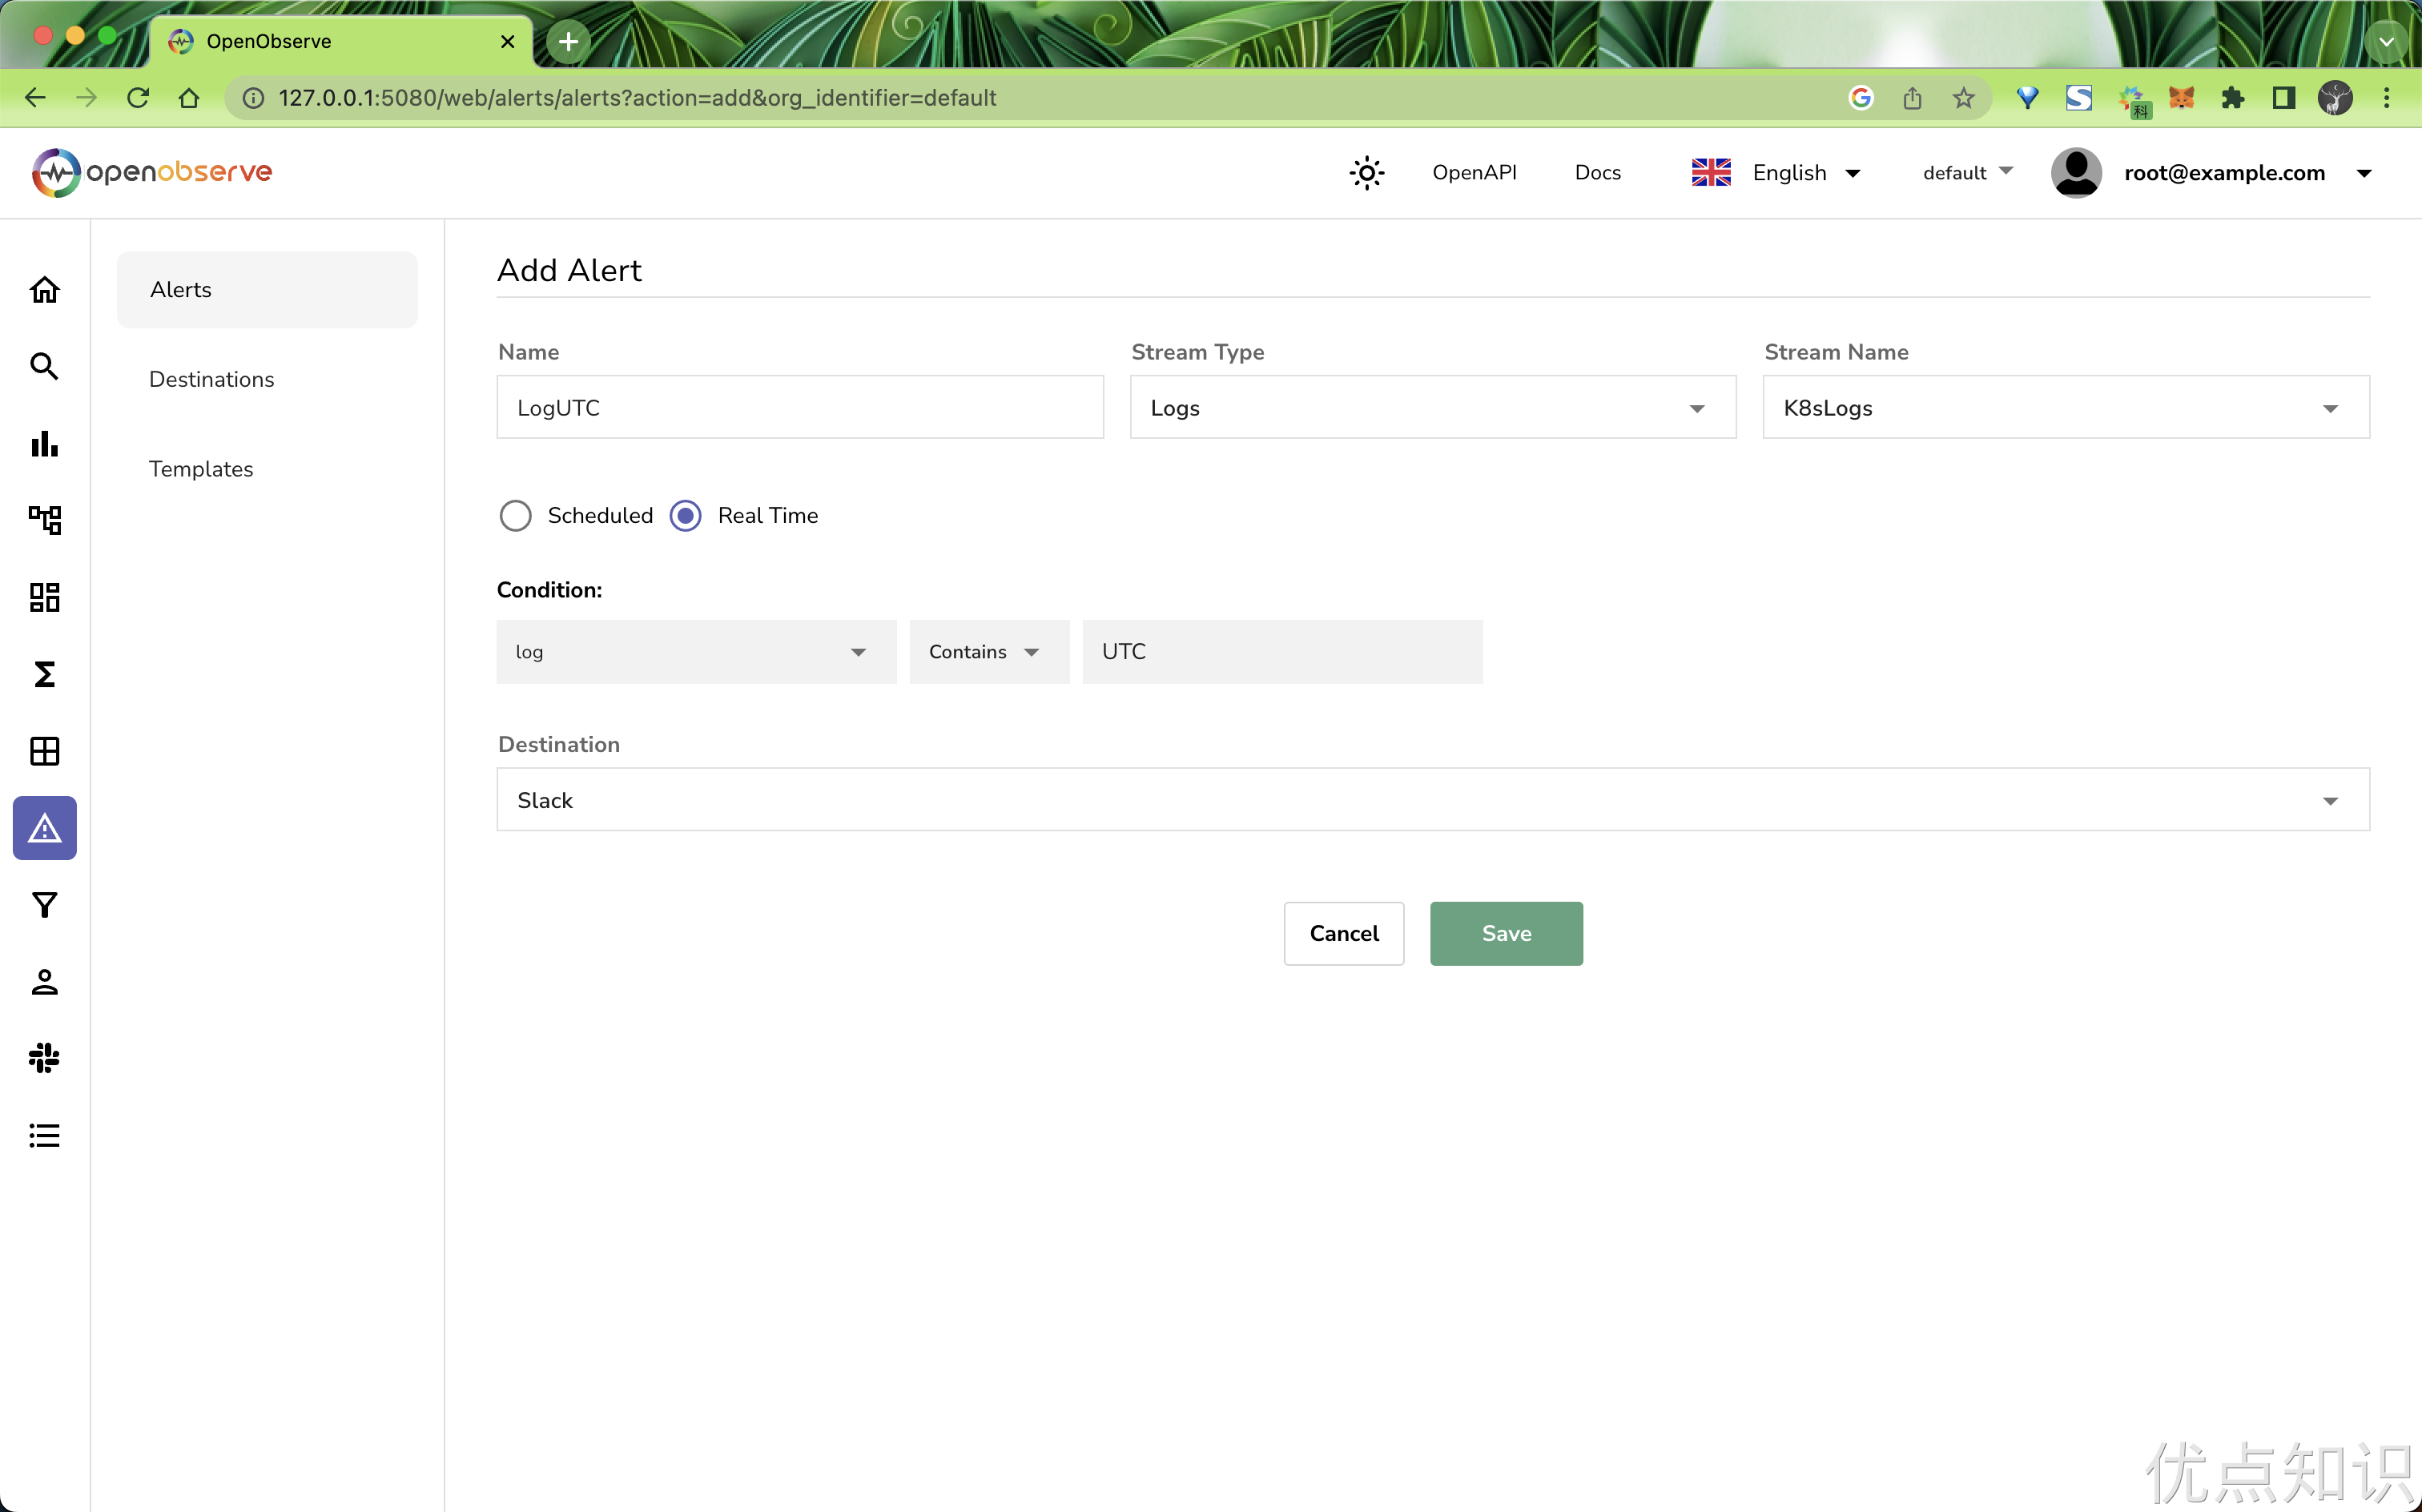 OpenObserve
127.0.0.1:5080/web/alerts/alerts?action=add&org_identifier=default
科
openobserve
OpenAPI
Docs
English
default
root@example.com
Alerts
Destinations
Templates
Add Alert
Name
Stream Type
Stream Name
LogUTC
Logs
K8sLogs
Scheduled
Real Time
Condition:
log
Contains
UTC
Destination
Slack
Cancel
Save
优点知识